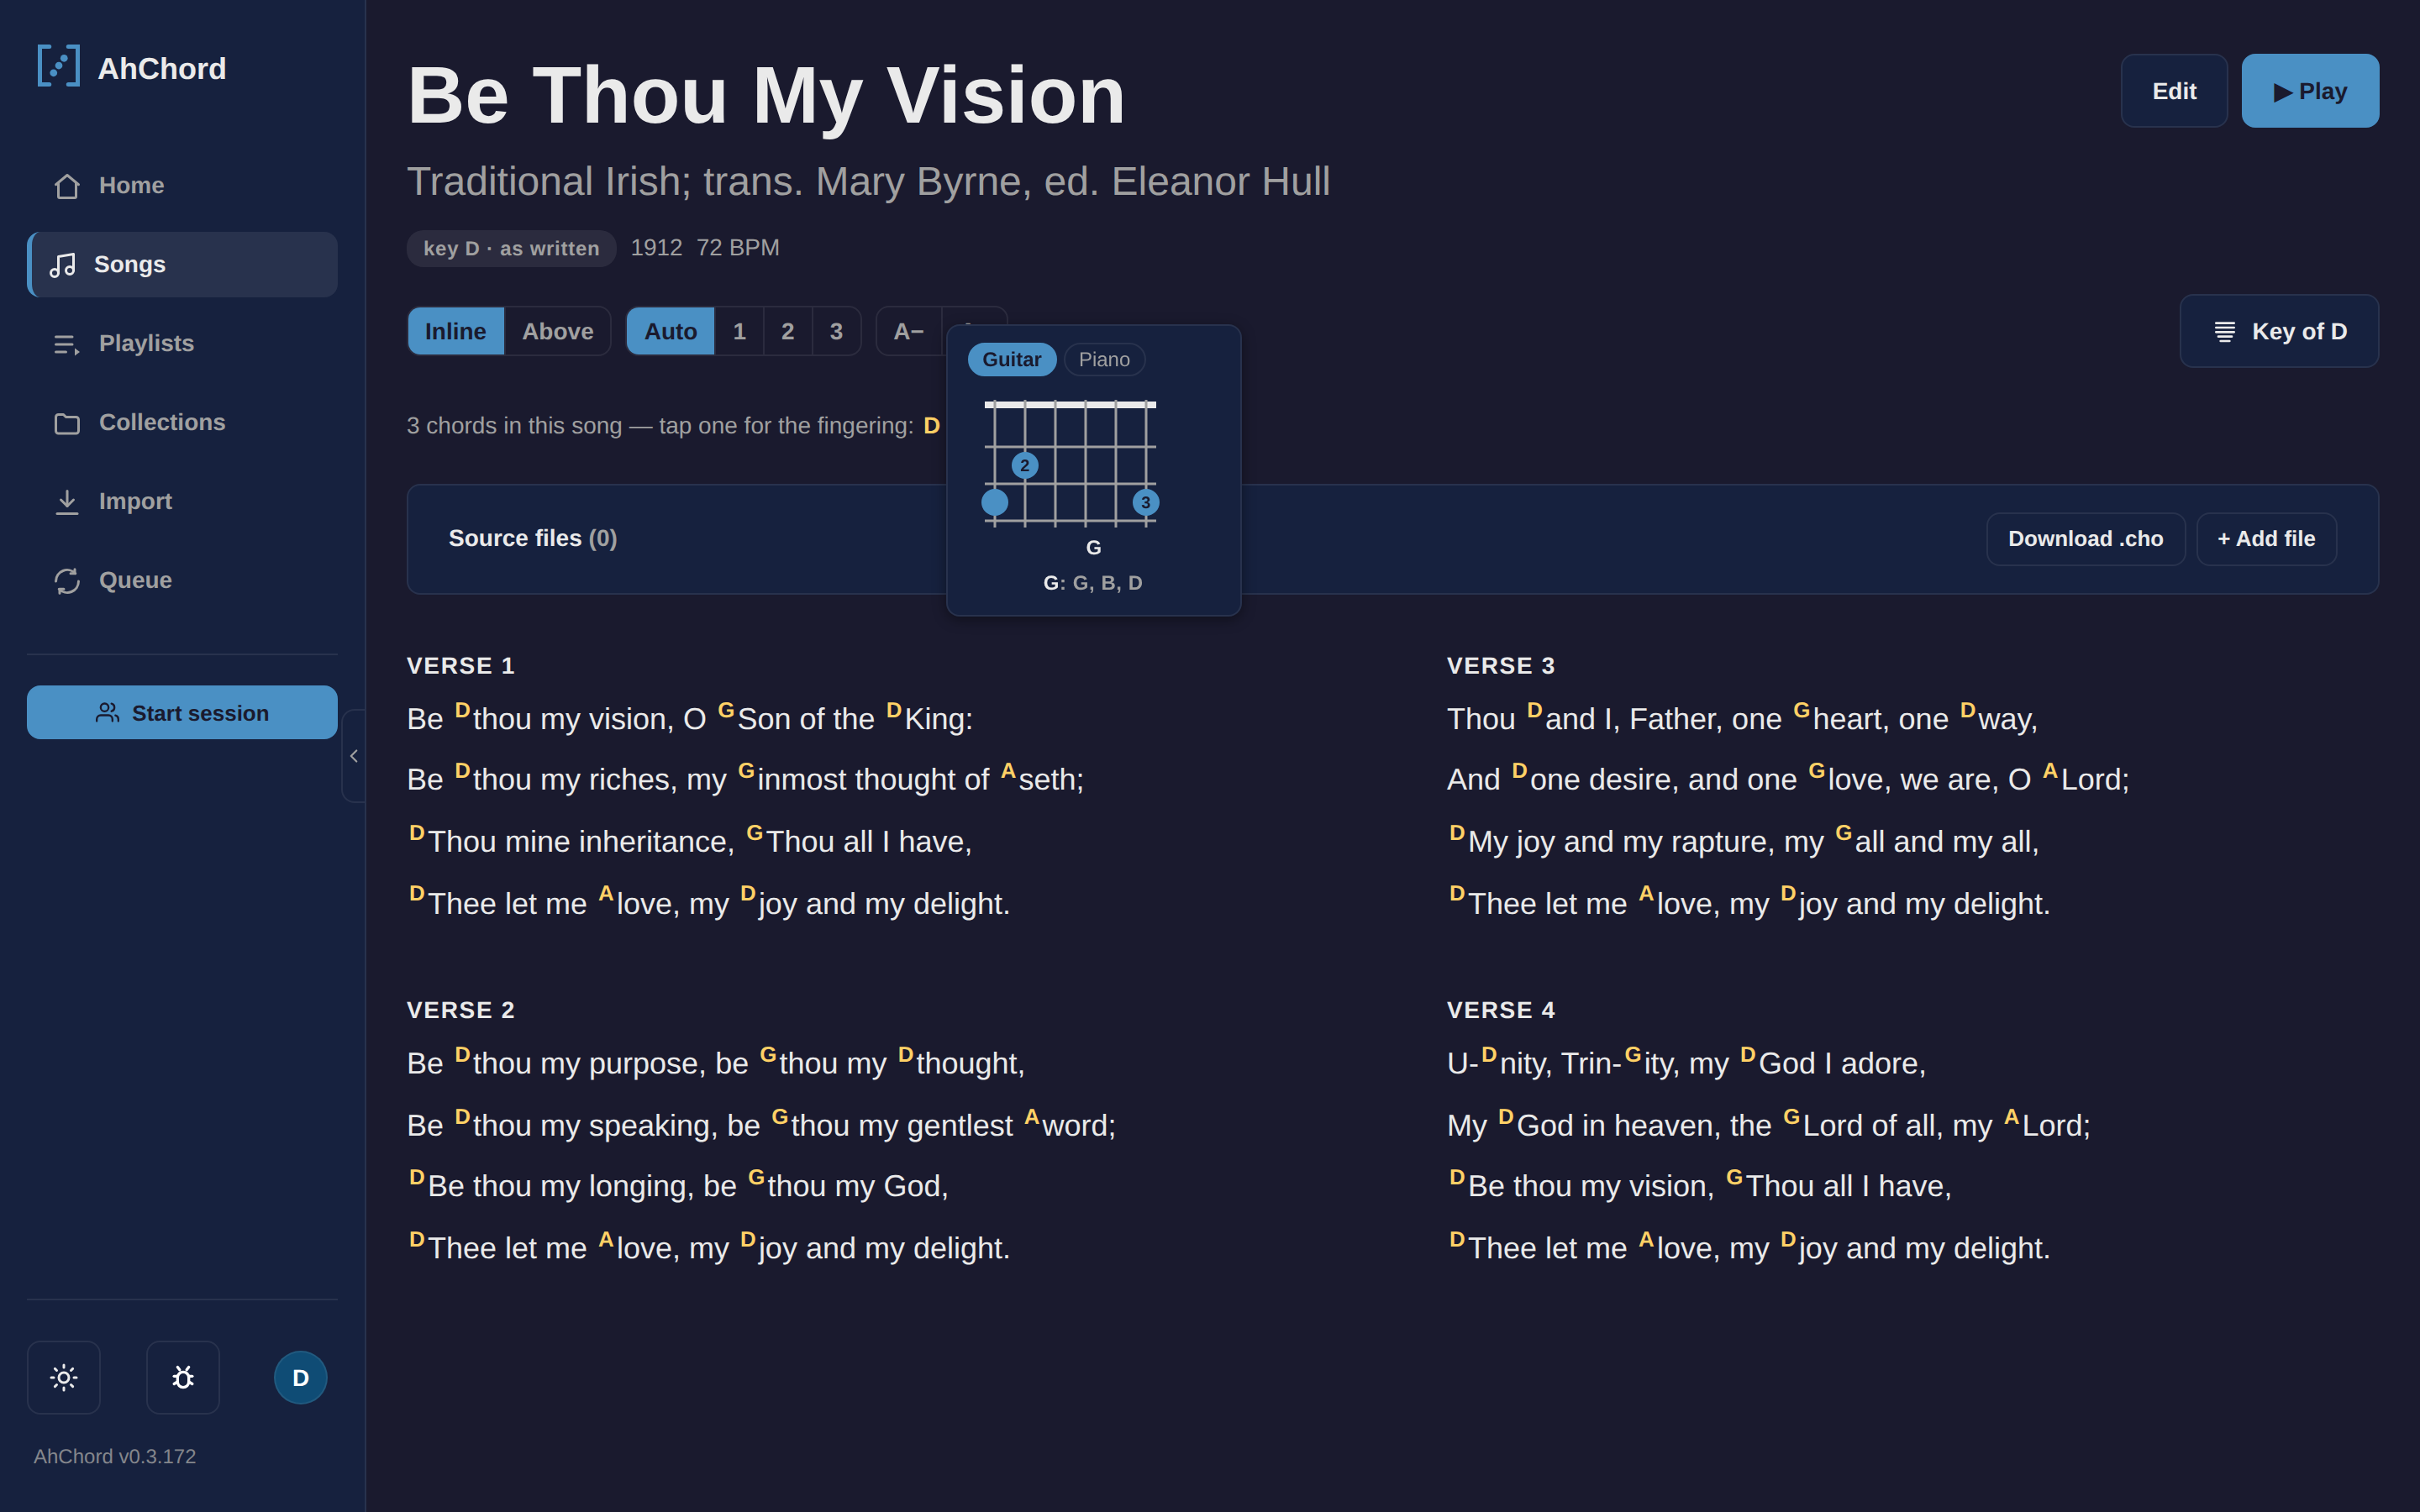 AhChord
Home
Songs
Playlists
Collections
Import
Queue
Start session
D
AhChord v0.3.172
Be Thou My Vision
Edit
▶ Play
Traditional Irish; trans. Mary Byrne, ed. Eleanor Hull
key D · as written 1912 72 BPM
Inline Above Auto 1 2 3 A−
Key of D
3 chords in this song — tap one for the fingering: D
Guitar Piano
2
3
G
G: G, B, D
Source files (0)
Download .cho + Add file
VERSE 1
Be D thou my vision, O G Son of the D King:
Be D thou my riches, my G inmost thought of A seth;
D Thou mine inheritance, G Thou all I have,
D Thee let me A love, my D joy and my delight.
VERSE 2
Be D thou my purpose, be G thou my D thought,
Be D thou my speaking, be G thou my gentlest A word;
D Be thou my longing, be G thou my God,
D Thee let me A love, my D joy and my delight.
VERSE 3
Thou D and I, Father, one G heart, one D way,
And D one desire, and one G love, we are, O A Lord;
D My joy and my rapture, my G all and my all,
D Thee let me A love, my D joy and my delight.
VERSE 4
U- D nity, Trin- G ity, my D God I adore,
My D God in heaven, the G Lord of all, my A Lord;
D Be thou my vision, G Thou all I have,
D Thee let me A love, my D joy and my delight.